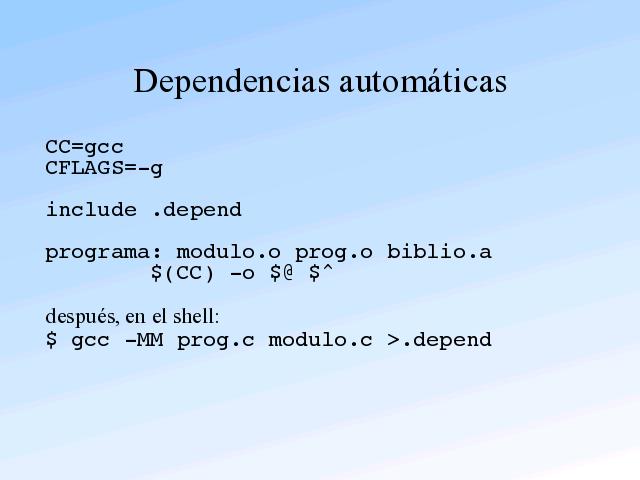 Dependencias automáticas
CC=gcc
CFLAGS=-g
include .depend
programa: modulo.o prog.o biblio.a
$(CC) -o $@ $^
después, en el shell:
$ gcc -MM prog.c modulo.c >.depend